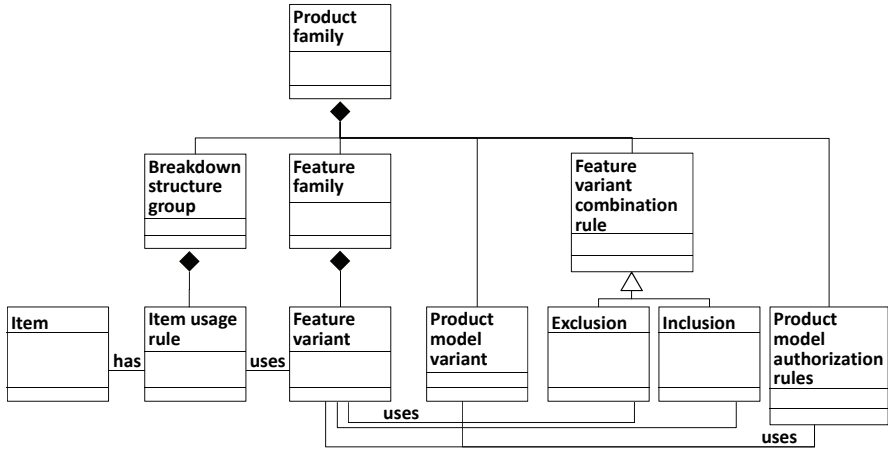 Product
family
Breakdown
structure
group
Feature
family
Feature
variant
combination
rule
Item
Item usage
rule
Feature
variant
Product
model
variant
Exclusion
Inclusion
Product
model
authorization
rules
has
uses
uses
uses